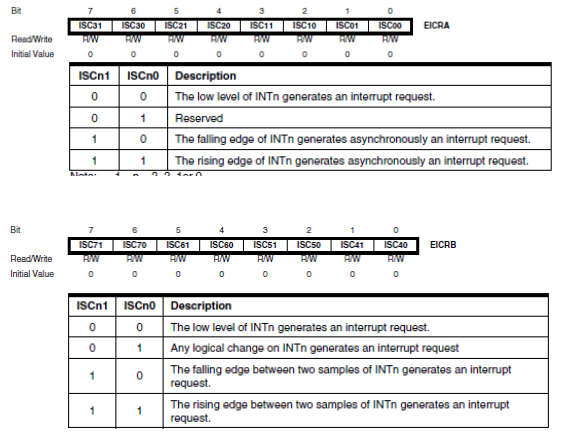 Bit 7 6 5 4 3 2 1 0
ISC31 ISC30 ISC21 ISC20 ISC11 ISC10 ISC01 ISC00 EICRA
Read/Write R/W R/W R/W R/W R/W R/W R/W R/W
Initial Value 0 0 0 0 0 0 0 0
ISCn1 ISCn0 Description
0 0 The low level of INTn generates an interrupt request.
0 1 Reserved
1 0 The falling edge of INTn generates asynchronously an interrupt request.
1 1 The rising edge of INTn generates asynchronously an interrupt request.
Bit 7 6 5 4 3 2 1 0
ISC71 ISC70 ISC61 ISC60 ISC51 ISC50 ISC41 ISC40 EICRB
Read/Write R/W R/W R/W R/W R/W R/W R/W R/W
Initial Value 0 0 0 0 0 0 0 0
ISCn1 ISCn0 Description
0 0 The low level of INTn generates an interrupt request.
0 1 Any logical change on INTn generates an interrupt request
1 0 The falling edge between two samples of INTn generates an interrupt
request.
1 1 The rising edge between two samples of INTn generates an interrupt
request.